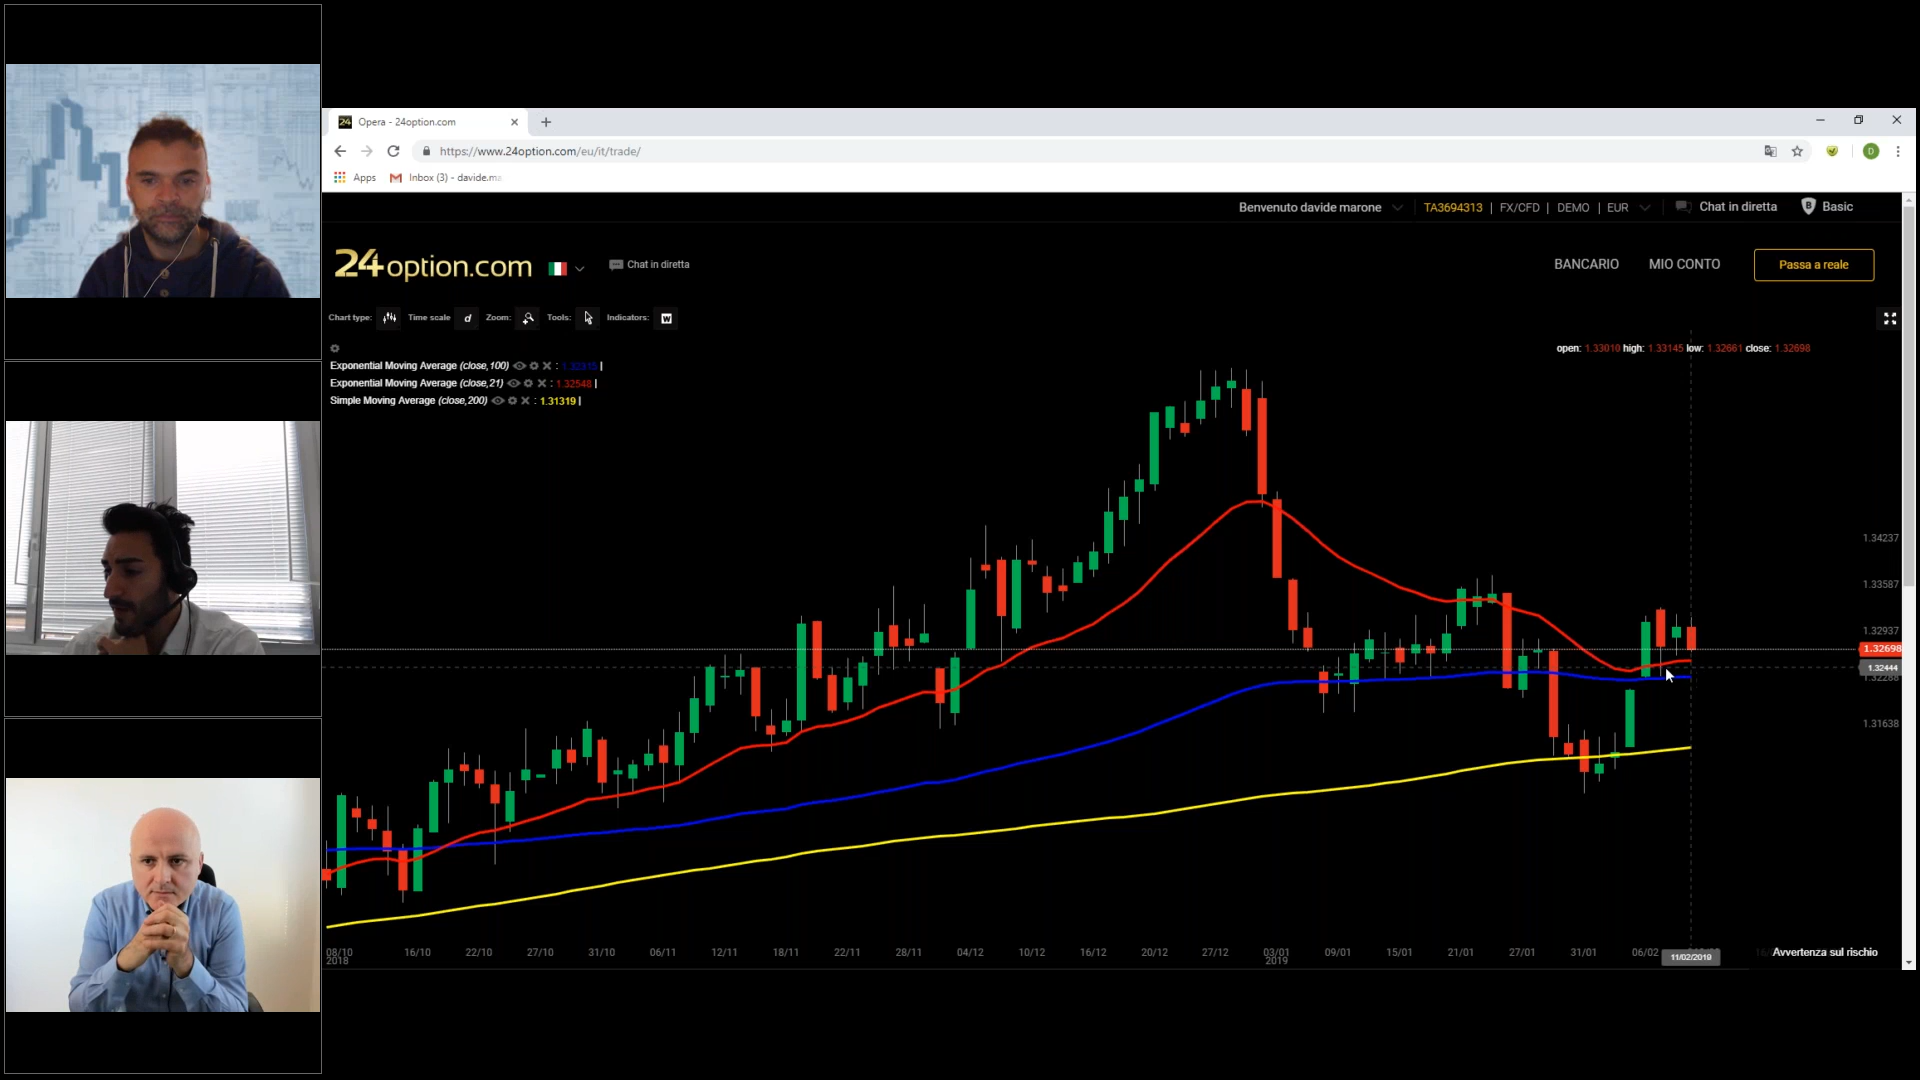 24 Opera - 24option.com
https://www.24option.com/eu/it/trade/
Apps Inbox (3) - davide.ma
Benvenuto davide marone TA3694313 | FX/CFD | DEMO | EUR Chat in diretta B Basic
24option.com Chat in diretta BANCARIO MIO CONTO Passa a reale
Chart type: Time scale d Zoom: Tools: Indicators: W
open: 1.33010 high: 1.33145 low: 1.32661 close: 1.32698
Exponential Moving Average (close,100) : 1.32315 |
Exponential Moving Average (close,21) : 1.32548 |
Simple Moving Average (close,200) : 1.31319 |
1.34237
1.33587
1.32937
1.32698
1.32444
1.32288
1.31638
08/10 16/10 22/10 27/10 31/10 06/11 12/11 18/11 22/11 28/11 04/12 10/12 16/12 20/12 27/12 03/01 09/01 15/01 21/01 27/01 31/01 06/02 11/02/2019 Avvertenza sul rischio
2018 2019